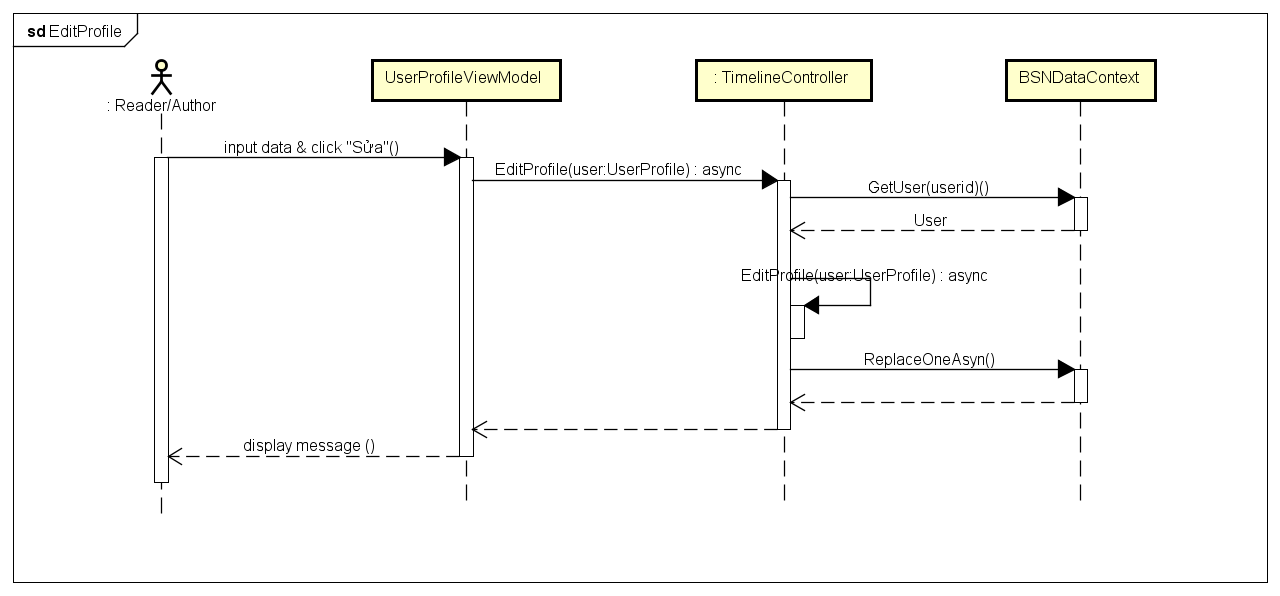 sd EditProfile
: Reader/Author
UserProfileViewModel
: TimelineController
BSNDataContext
input data & click "Sửa"()
EditProfile(user:UserProfile) : async
GetUser(userid)()
User
EditProfile(user:UserProfile) : async
ReplaceOneAsyn()
display message ()